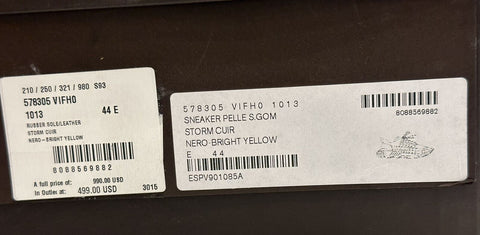 210 / 250 / 321 / 980 S93
578305 VIFH0
1013
44 E
RUBBER SOLD/LEATHER
STORM CUIR
NERO-BRIGHT YELLOW
8088569882
A full price of: 990.00 USD
In Outlet at: 499.00 USD 3015
578305 VIFH0 1013
SNEAKER PELLE S.GOM
STORM CUIR
NERO-BRIGHT YELLOW
E 44
ESPV901085A
8088569882